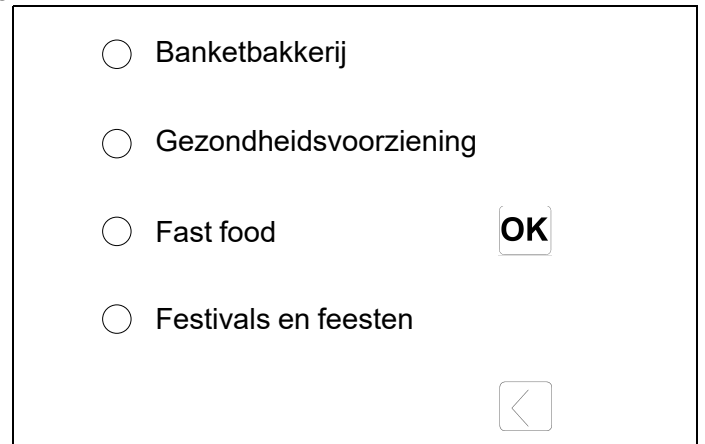 Banketbakkerij
Gezondheidsvoorziening
Fast food
OK
Festivals en feesten